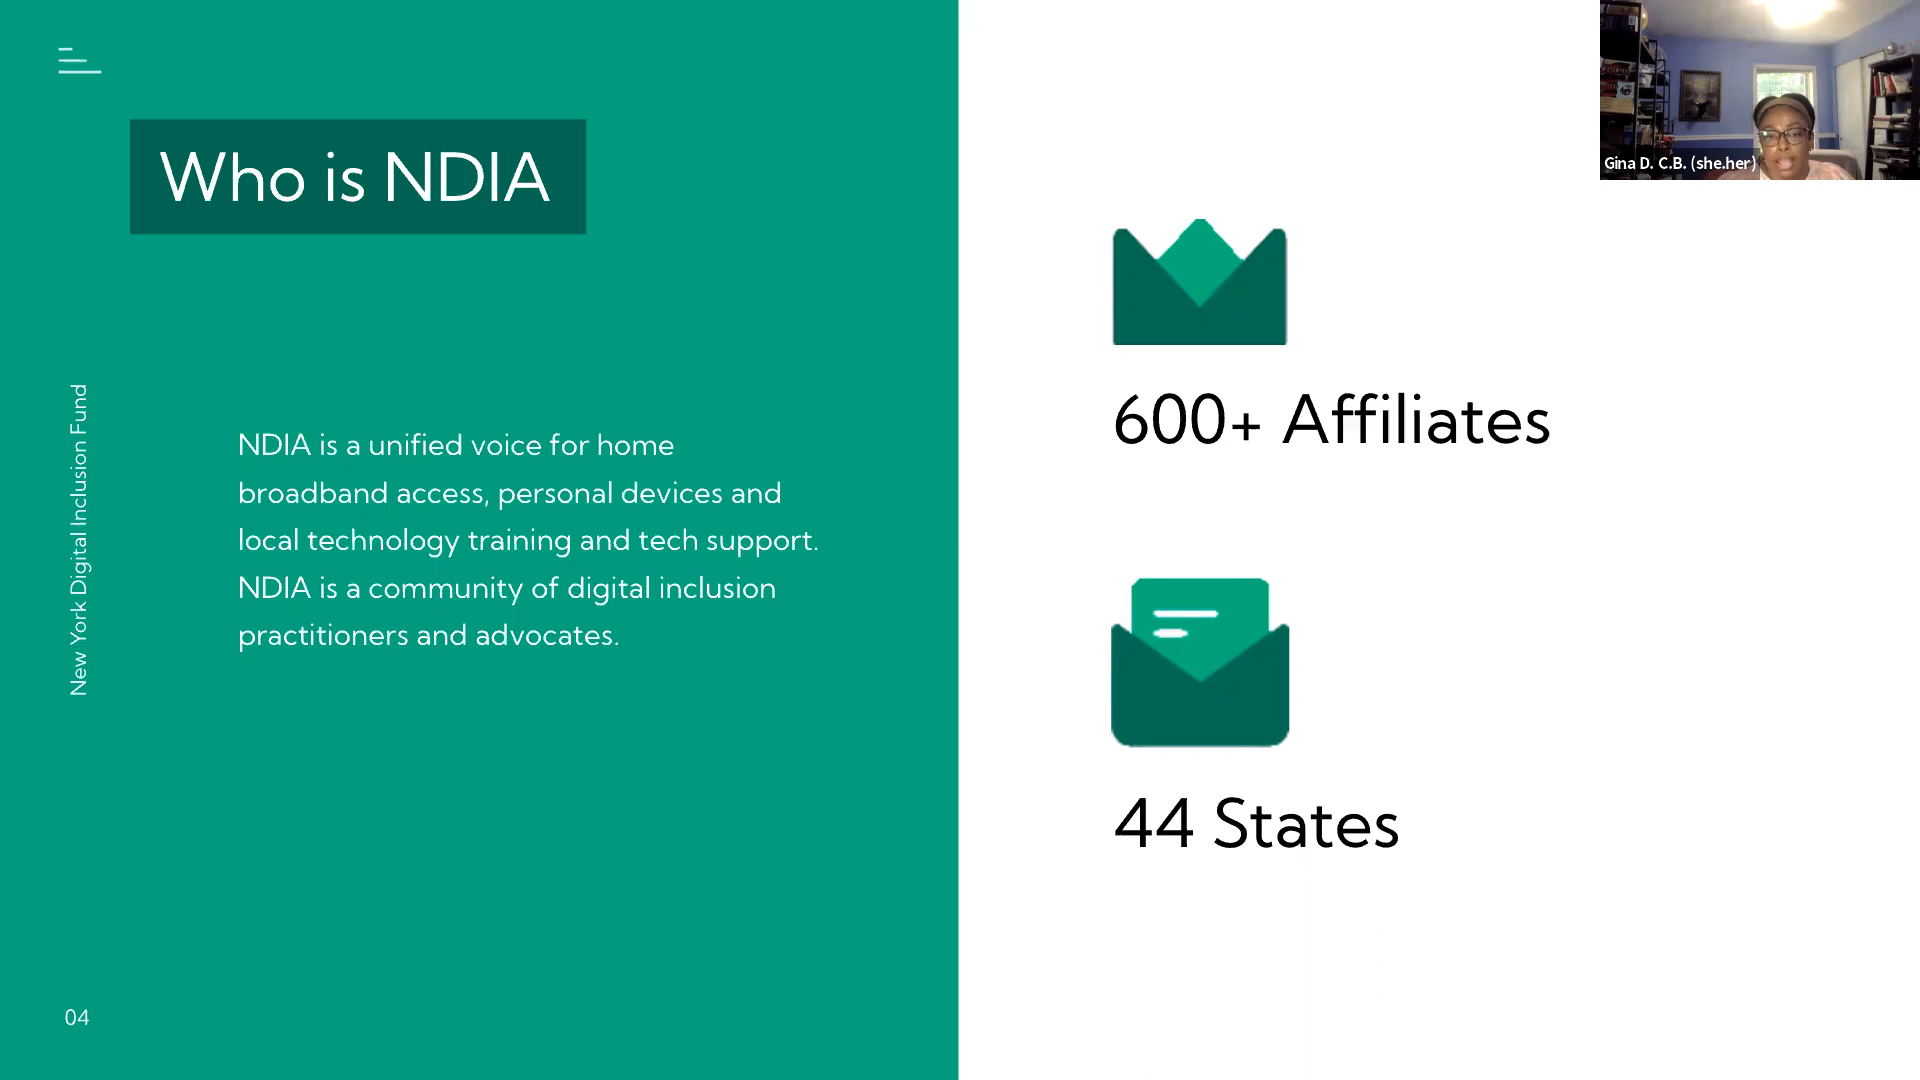 Who is NDIA
New York Digital Inclusion Fund
NDIA is a unified voice for home
broadband access, personal devices and
local technology training and tech support.
NDIA is a community of digital inclusion
practitioners and advocates.
04
600+ Affiliates
44 States
Gina D. C.B. (she.her)